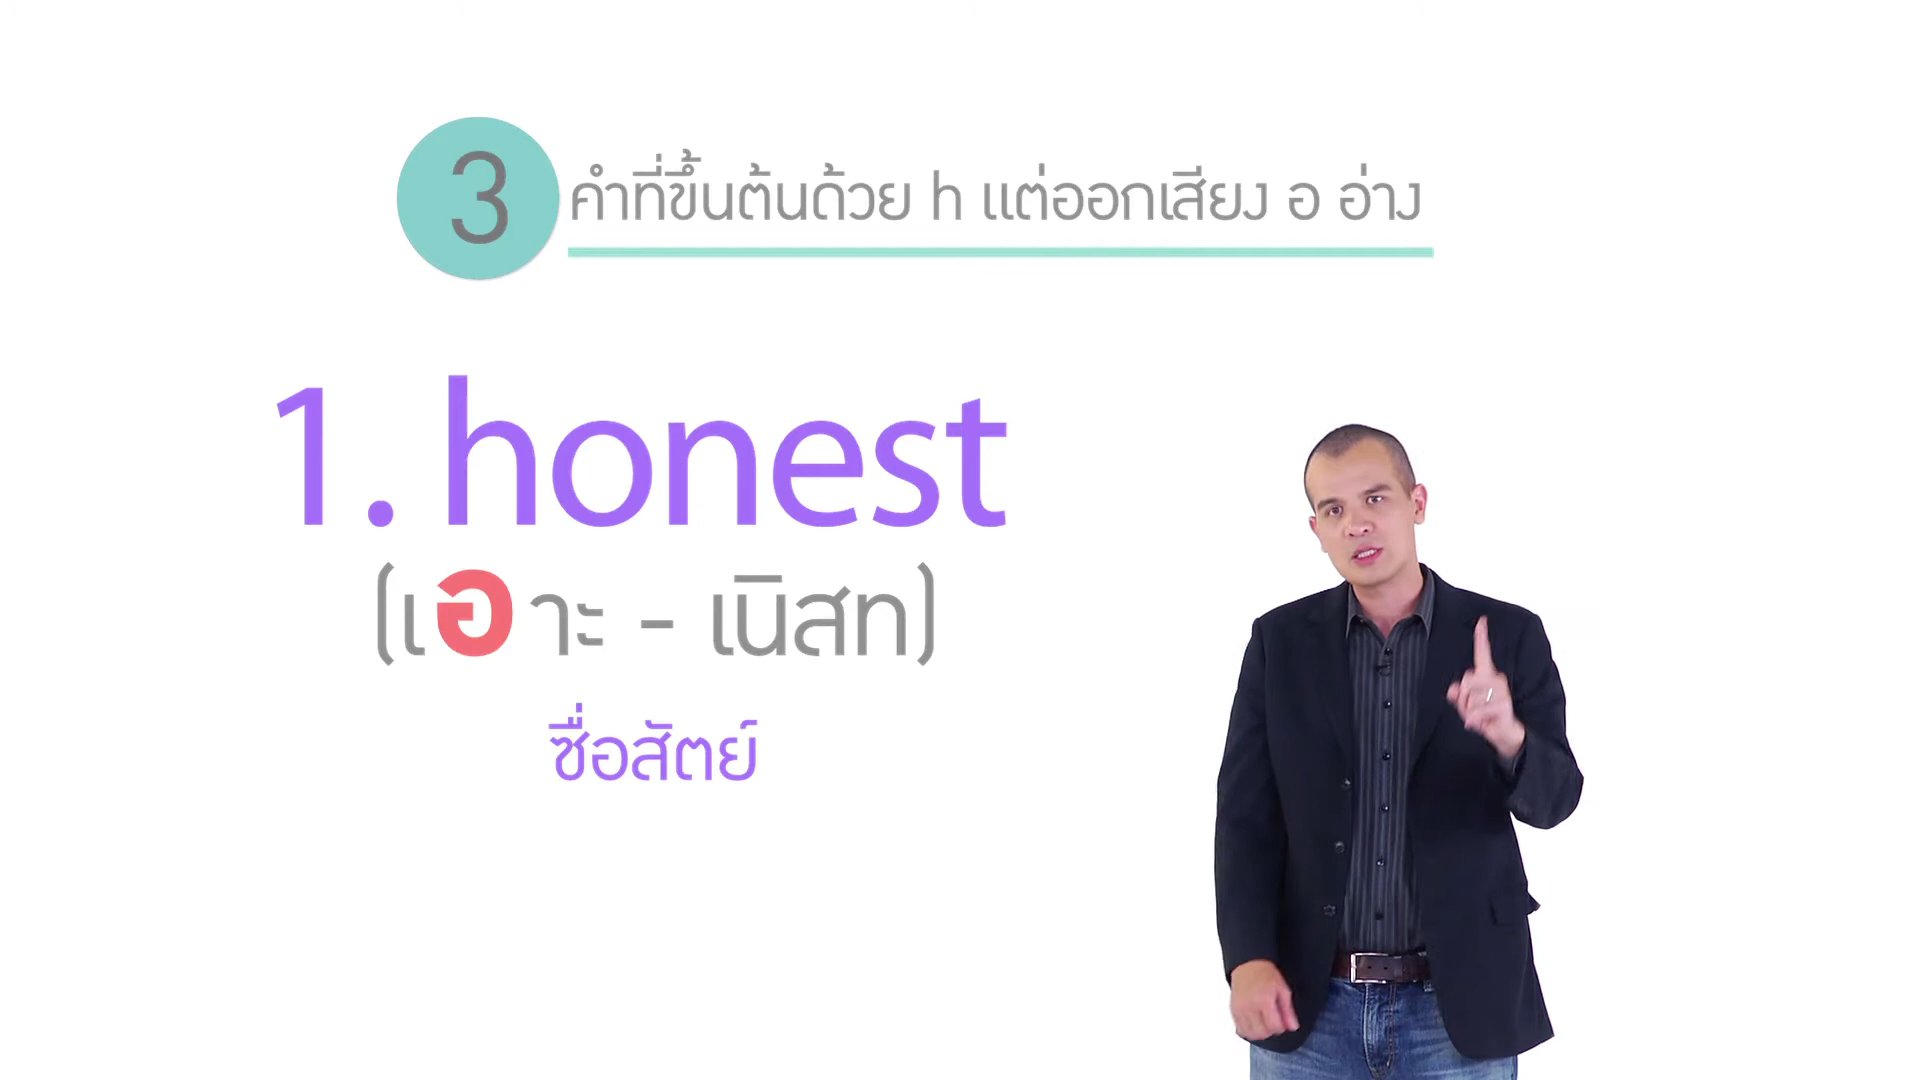 3 คำที่ขึ้นต้นด้วย h แต่ออกเสียง อ อ่าง
1. honest
(เอาะ - เนิสท)
ซื่อสัตย์